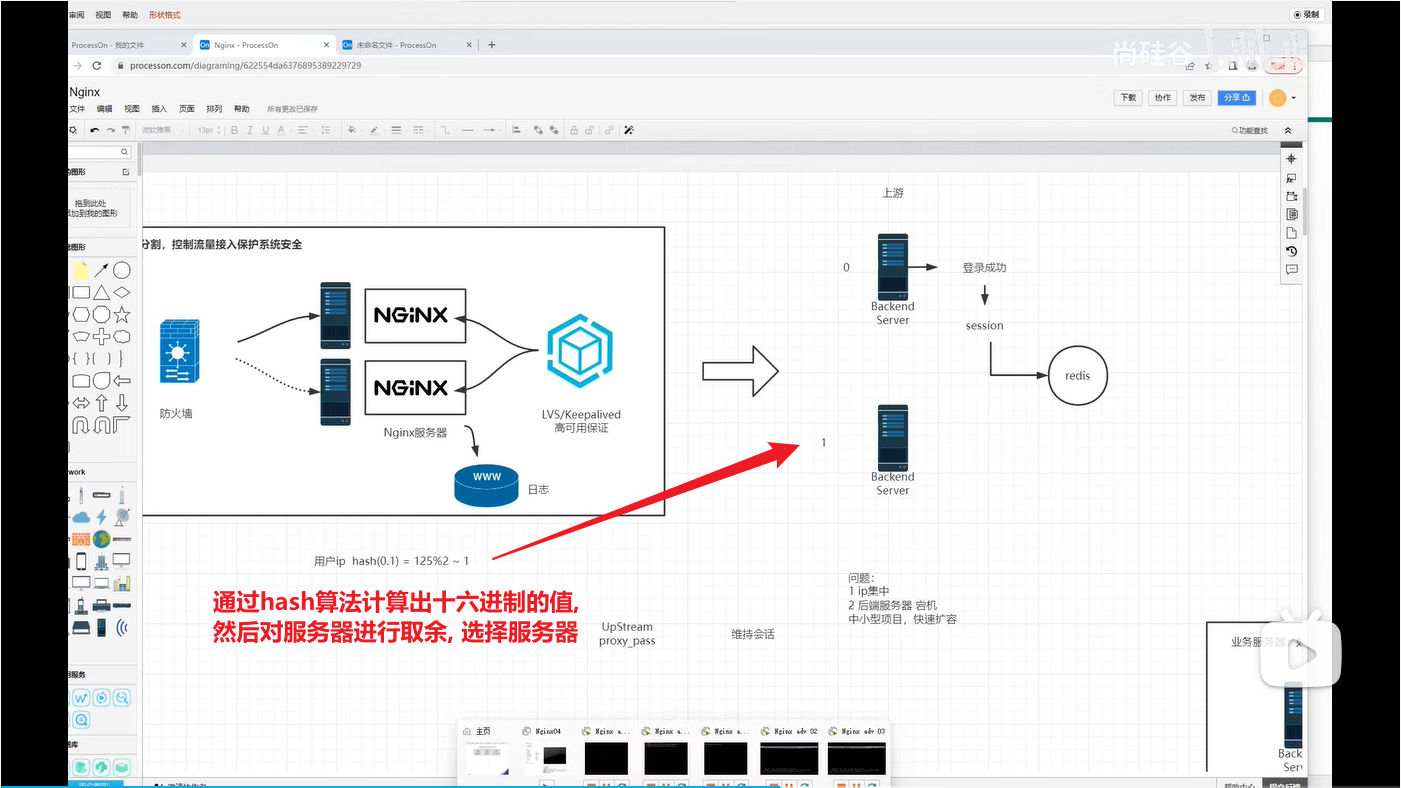 审阅 视图 帮助 形状格式
录制
ProcessOn - 我的文件
Nginx - ProcessOn
未命名文件 - ProcessOn
尚硅谷
processon.com/diagraming/622554da6376895389229729
Nginx
文件 编辑 视图 插入 页面 排列 帮助 所有更改已保存
下载 协作 发布 分享
微软雅黑 13px
功能查找
的图形
拖到此处
加到我的图形
图形
work
服务
上游
分割，控制流量接入保护系统安全
NGINX
NGINX
防火墙
Nginx服务器
LVS/Keepalived
高可用保证
WWW
日志
0
Backend
Server
登录成功
session
redis
1
Backend
Server
用户ip hash(0.1) = 125%2 ~ 1
通过hash算法计算出十六进制的值,
然后对服务器进行取余, 选择服务器
UpStream
proxy_pass
维持会话
问题：
1 ip集中
2 后端服务器 宕机
中小型项目，快速扩容
业务服务器
Back
Serv
主页
Nginx04
Nginx a...
Nginx a...
Nginx a...
Nginx adv 02
Nginx adv 03
帮助中心